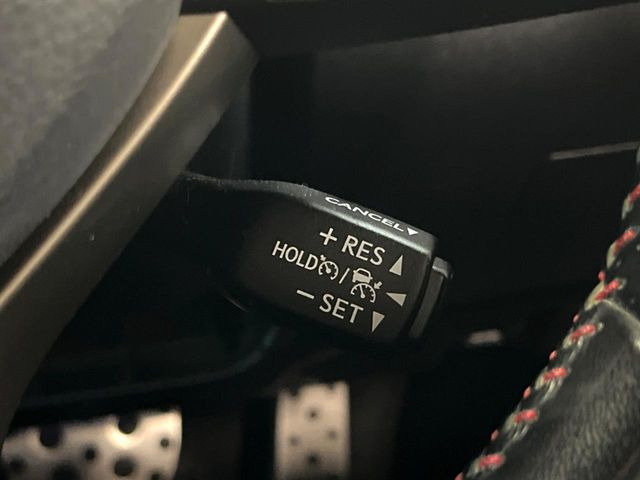 CANCEL▼
+ RES ▲
HOLD /
− SET ▼